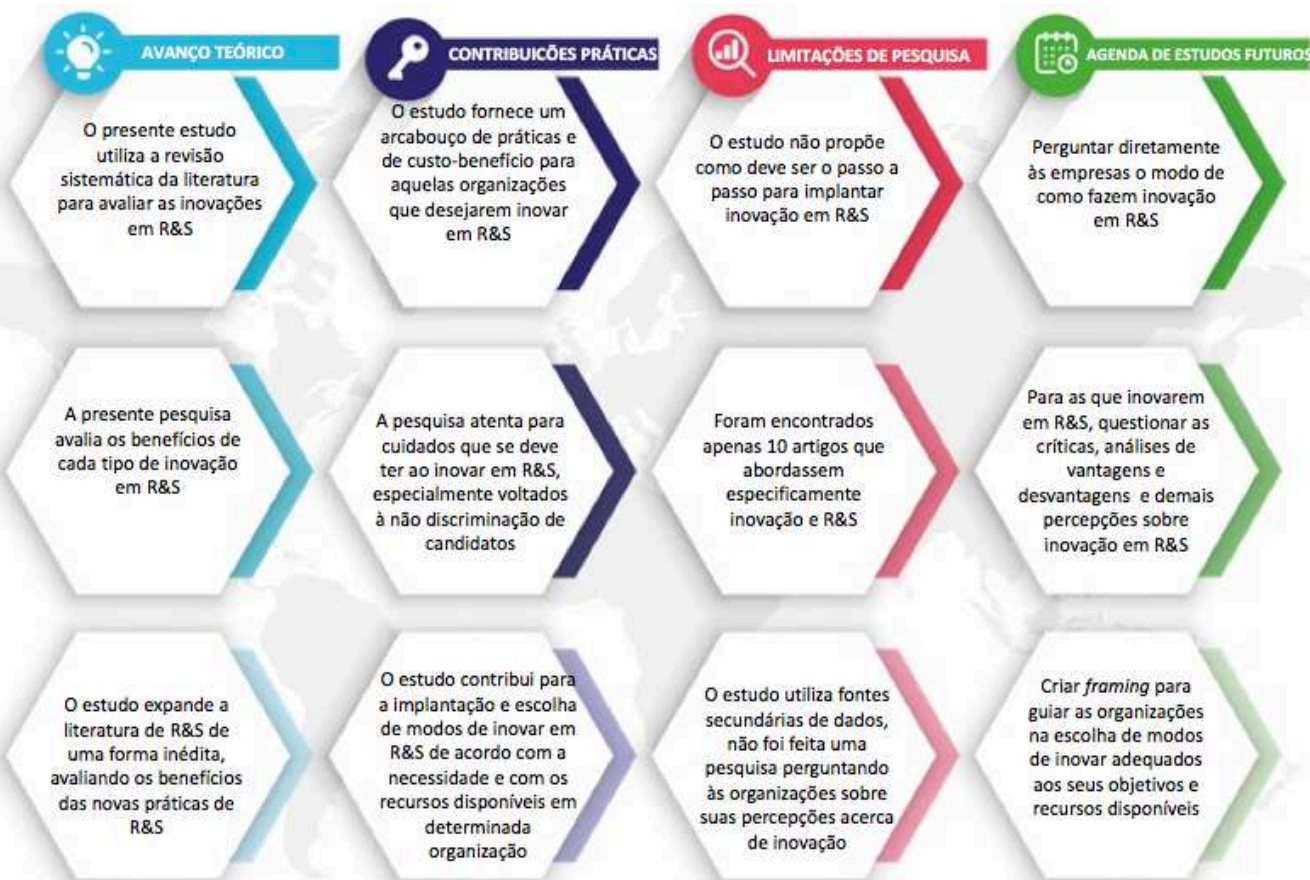 AVANÇO TEÓRICO
O presente estudo
utiliza a revisão
sistemática da literatura
para avaliar as inovações
em R&S
A presente pesquisa
avalia os benefícios de
cada tipo de inovação
em R&S
O estudo expande a
literatura de R&S de
uma forma inédita,
avaliando os benefícios
das novas práticas de
R&S
CONTRIBUICÕES PRÁTICAS
O estudo fornece um
arcabouço de práticas e
de custo-benefício para
aquelas organizações
que desejarem inovar
em R&S
A pesquisa atenta para
cuidados que se deve
ter ao inovar em R&S,
especialmente voltados
à não discriminação de
candidatos
O estudo contribui para
a implantação e escolha
de modos de inovar em
R&S de acordo com a
necessidade e com os
recursos disponíveis em
determinada
organização
LIMITAÇÕES DE PESQUISA
O estudo não propõe
como deve ser o passo a
passo para implantar
inovação em R&S
Foram encontrados
apenas 10 artigos que
abordassem
especificamente
inovação e R&S
O estudo utiliza fontes
secundárias de dados,
não foi feita uma
pesquisa perguntando
às organizações sobre
suas percepções acerca
de inovação
AGENDA DE ESTUDOS FUTUROS
Perguntar diretamente
às empresas o modo de
como fazem inovação
em R&S
Para as que inovarem
em R&S, questionar as
críticas, análises de
vantagens e
desvantagens e demais
percepções sobre
inovação em R&S
Criar framing para
guiar as organizações
na escolha de modos
de inovar adequados
aos seus objetivos e
recursos disponíveis